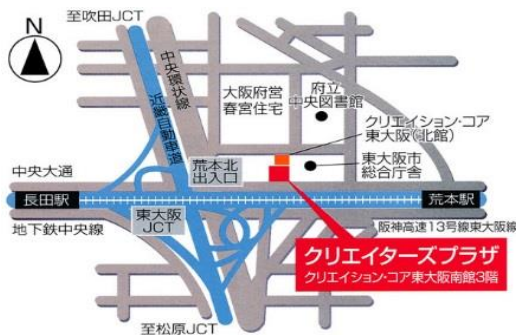 至吹田JCT
N
中央環状線
近畿自動車道
大阪府営
春宮住宅
府立
中央図書館
クリエイション・コア
東大阪(北館)
荒本北
出入口
東大阪市
総合庁舎
中央大通
長田駅
荒本駅
東大阪
JCT
地下鉄中央線
阪神高速13号線東大阪線
クリエイターズプラザ
クリエイション・コア東大阪南館3階
至松原JCT